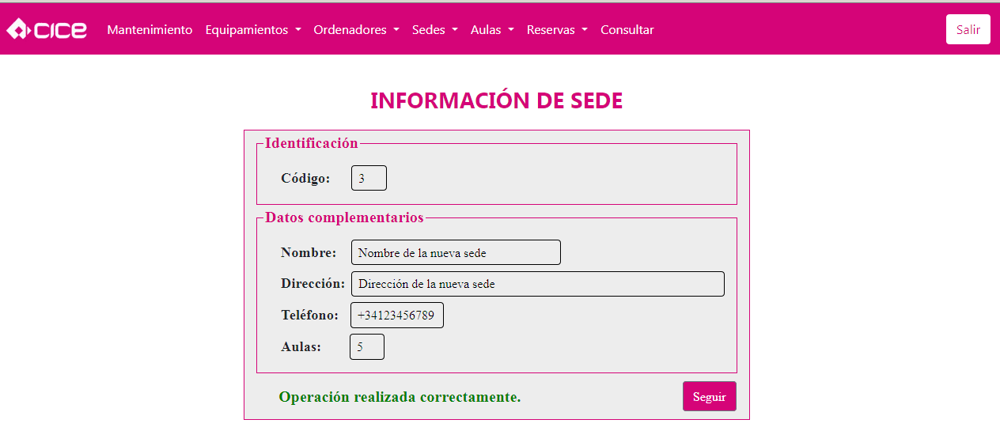 cice Mantenimiento Equipamientos Ordenadores Sedes Aulas Reservas Consultar Salir
INFORMACIÓN DE SEDE
Identificación
Código: 3
Datos complementarios
Nombre: Nombre de la nueva sede
Dirección: Dirección de la nueva sede
Teléfono: +34123456789
Aulas: 5
Operación realizada correctamente. Seguir